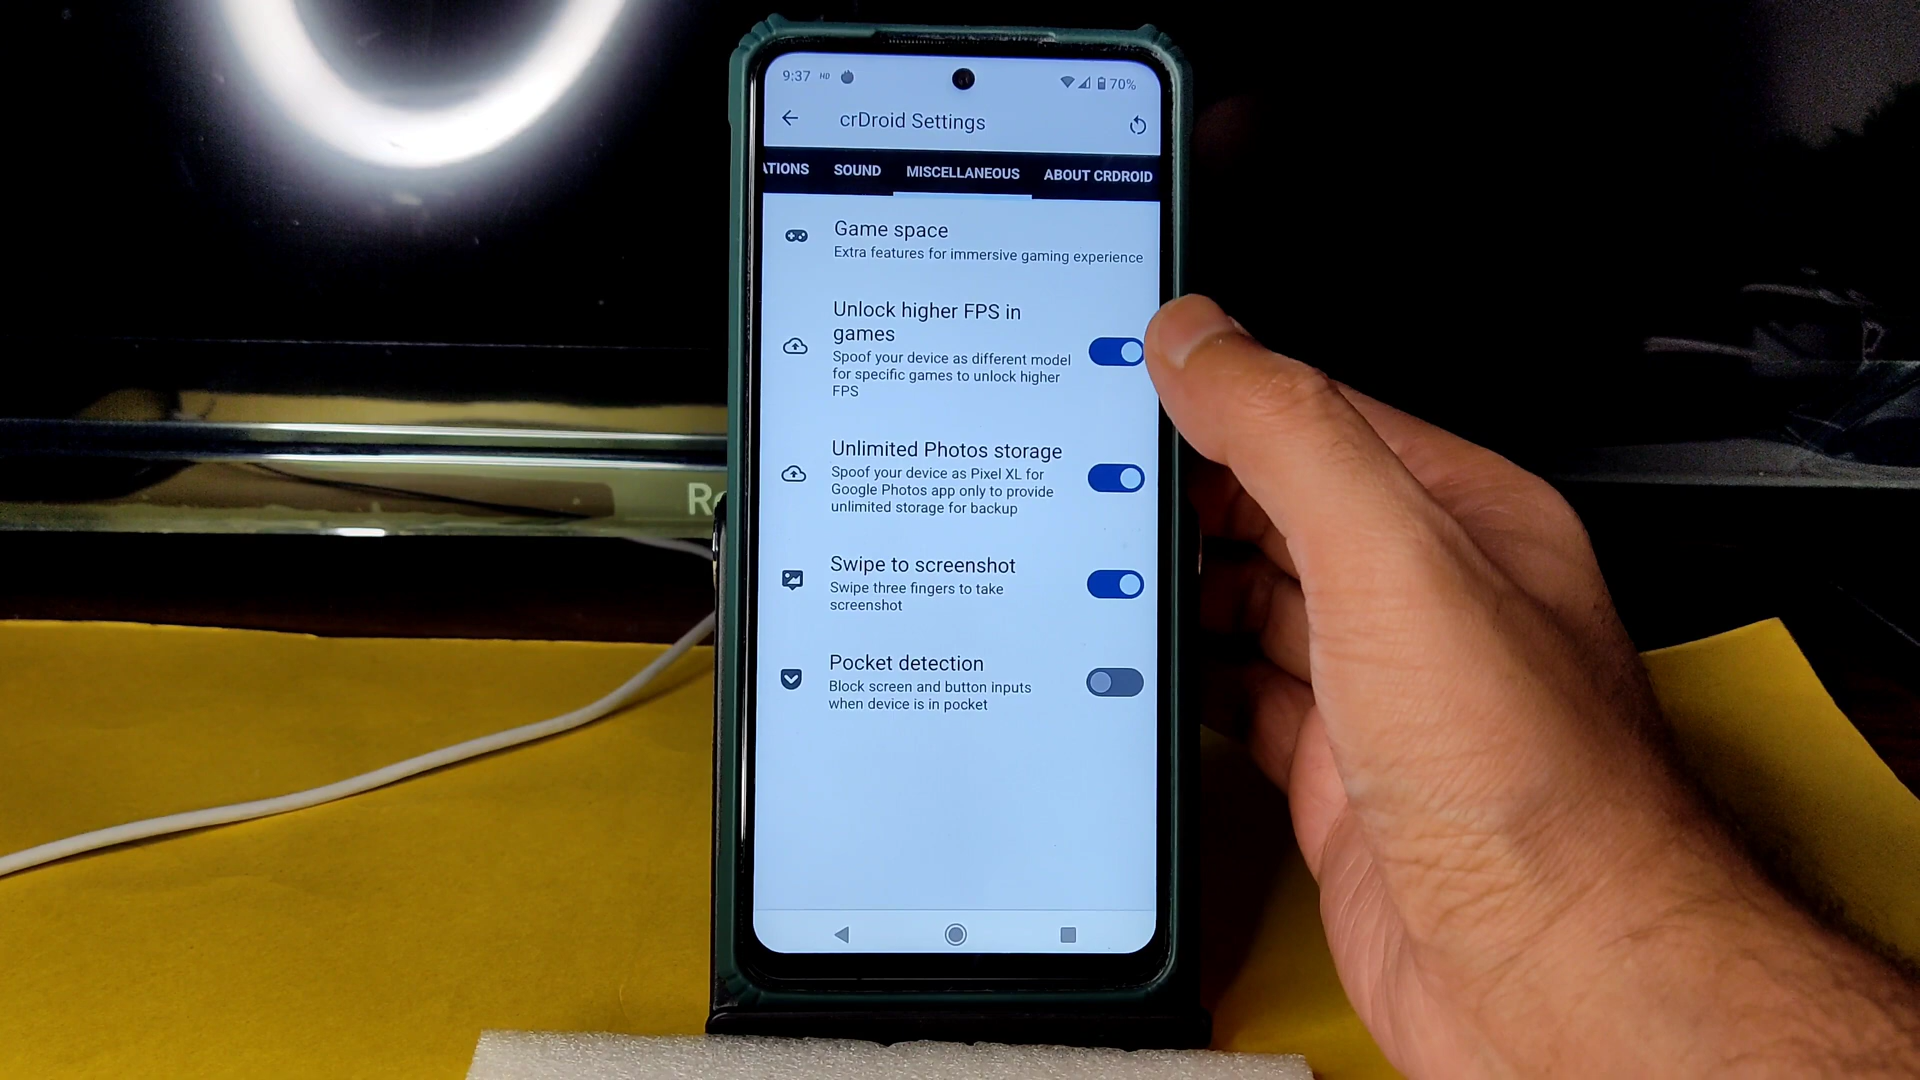 9:37 HD 70%
crDroid Settings
ATIONS SOUND MISCELLANEOUS ABOUT CRDROID
Game space
Extra features for immersive gaming experience
Unlock higher FPS in
games
Spoof your device as different model
for specific games to unlock higher
FPS
Unlimited Photos storage
Spoof your device as Pixel XL for
Google Photos app only to provide
unlimited storage for backup
Swipe to screenshot
Swipe three fingers to take
screenshot
Pocket detection
Block screen and button inputs
when device is in pocket